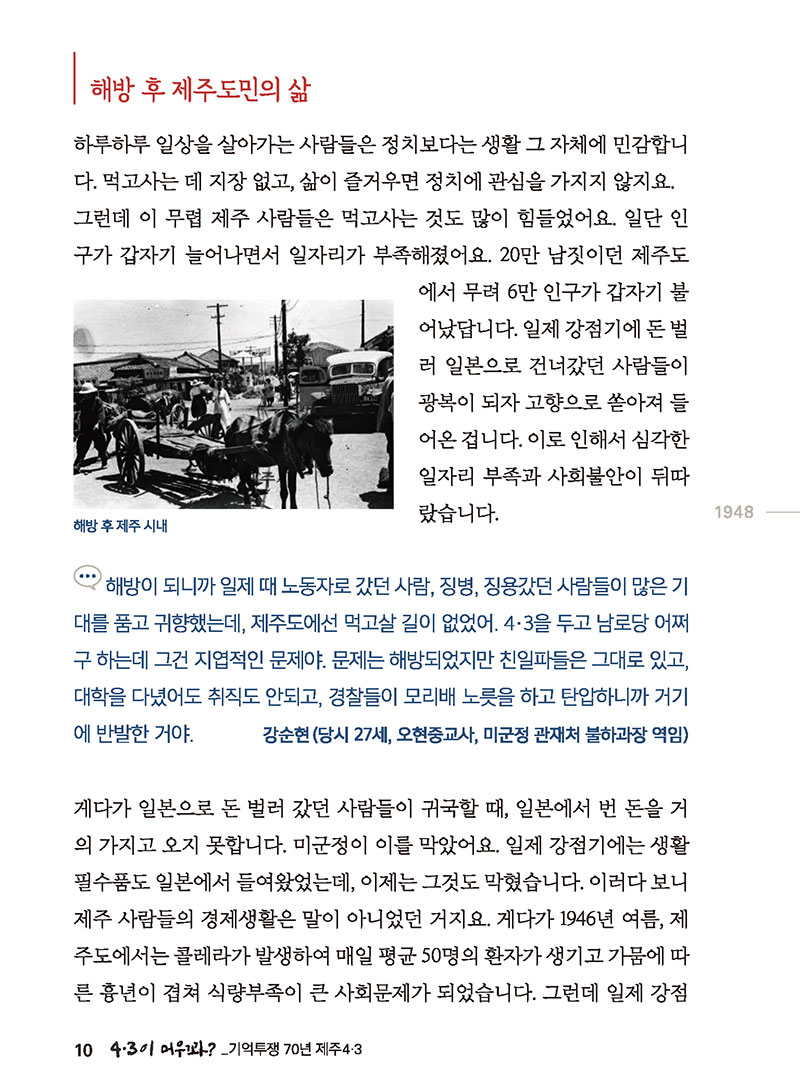 해방 후 제주도민의 삶
하루하루 일상을 살아가는 사람들은 정치보다는 생활 그 자체에 민감합니
다. 먹고사는 데 지장 없고, 삶이 즐거우면 정치에 관심을 가지지 않지요.
그런데 이 무렵 제주 사람들은 먹고사는 것도 많이 힘들었어요. 일단 인
구가 갑자기 늘어나면서 일자리가 부족해졌어요. 20만 남짓이던 제주도
에서 무려 6만 인구가 갑자기 불
어났답니다. 일제 강점기에 돈 벌
러 일본으로 건너갔던 사람들이
광복이 되자 고향으로 쏟아져 들
어온 겁니다. 이로 인해서 심각한
일자리 부족과 사회불안이 뒤따
랐습니다.
해방 후 제주 시내
1948
해방이 되니까 일제 때 노동자로 갔던 사람, 징병, 징용갔던 사람들이 많은 기
대를 품고 귀향했는데, 제주도에선 먹고살 길이 없었어. 4·3을 두고 남로당 어쩌
구 하는데 그건 지엽적인 문제야. 문제는 해방되었지만 친일파들은 그대로 있고,
대학을 다녔어도 취직도 안되고, 경찰들이 모리배 노릇을 하고 탄압하니까 거기
에 반발한 거야. 강순현 (당시 27세, 오현중교사, 미군정 관재처 불하과장 역임)
게다가 일본으로 돈 벌러 갔던 사람들이 귀국할 때, 일본에서 번 돈을 거
의 가지고 오지 못합니다. 미군정이 이를 막았어요. 일제 강점기에는 생활
필수품도 일본에서 들여왔었는데, 이제는 그것도 막혔습니다. 이러다 보니
제주 사람들의 경제생활은 말이 아니었던 거지요. 게다가 1946년 여름, 제
주도에서는 콜레라가 발생하여 매일 평균 50명의 환자가 생기고 가뭄에 따
른 흉년이 겹쳐 식량부족이 큰 사회문제가 되었습니다. 그런데 일제 강점
10 4·3이 머우꽈? _기억투쟁 70년 제주4·3